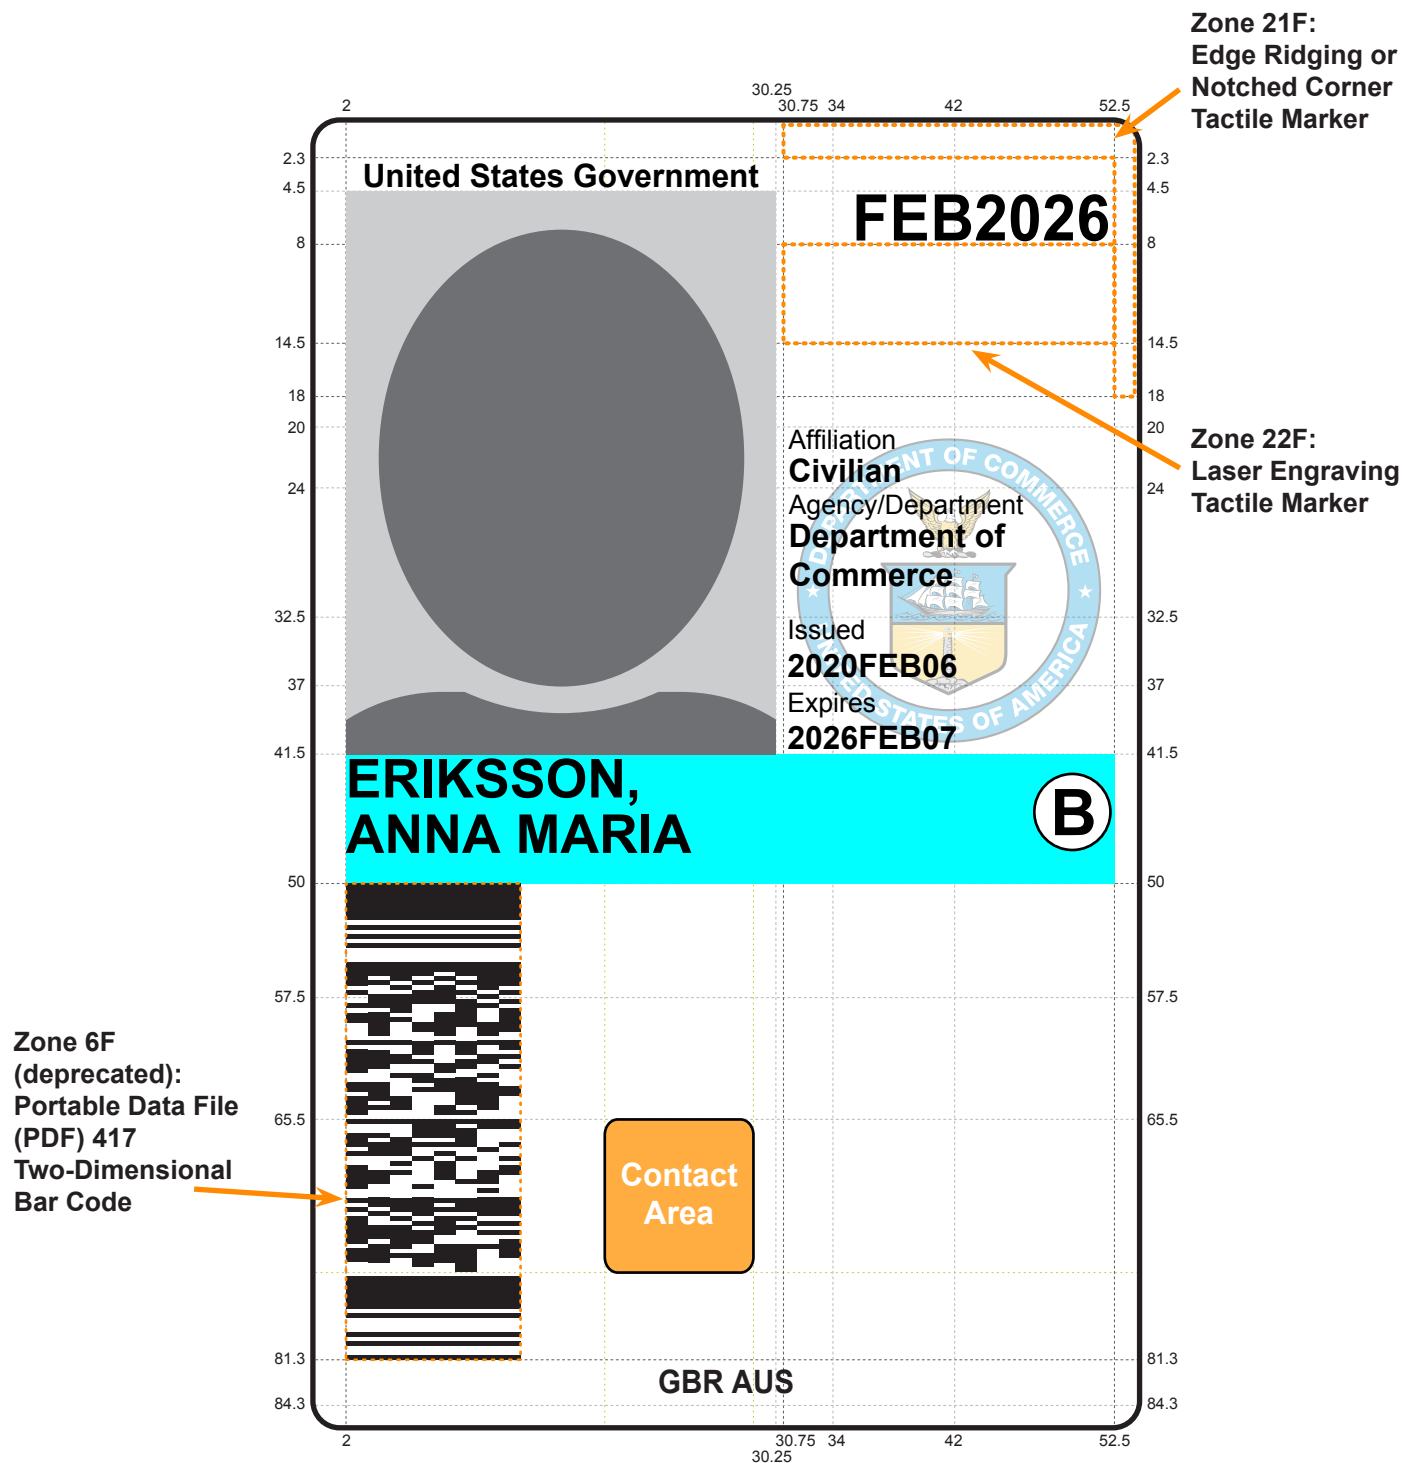 Zone 21F:
Edge Ridging or
Notched Corner
Tactile Marker
30.25
2 30.75 34 42 52.5
2.3 2.3
United States Government
4.5 4.5
FEB2026
8 8
14.5 14.5
18 18
20 20
Zone 22F:
Laser Engraving
Tactile Marker
Affiliation
Civilian
24 24
Agency/Department
Department of
Commerce
DEPARTMENT OF COMMERCE
UNITED STATES OF AMERICA
32.5 32.5
Issued
2020FEB06
37 37
Expires
2026FEB07
41.5 41.5
ERIKSSON,
ANNA MARIA
B
50 50
57.5 57.5
Zone 6F
(deprecated):
Portable Data File
(PDF) 417
Two-Dimensional
Bar Code
65.5 65.5
Contact
Area
81.3 81.3
GBR AUS
84.3 84.3
2 30.75 34 42 52.5
30.25